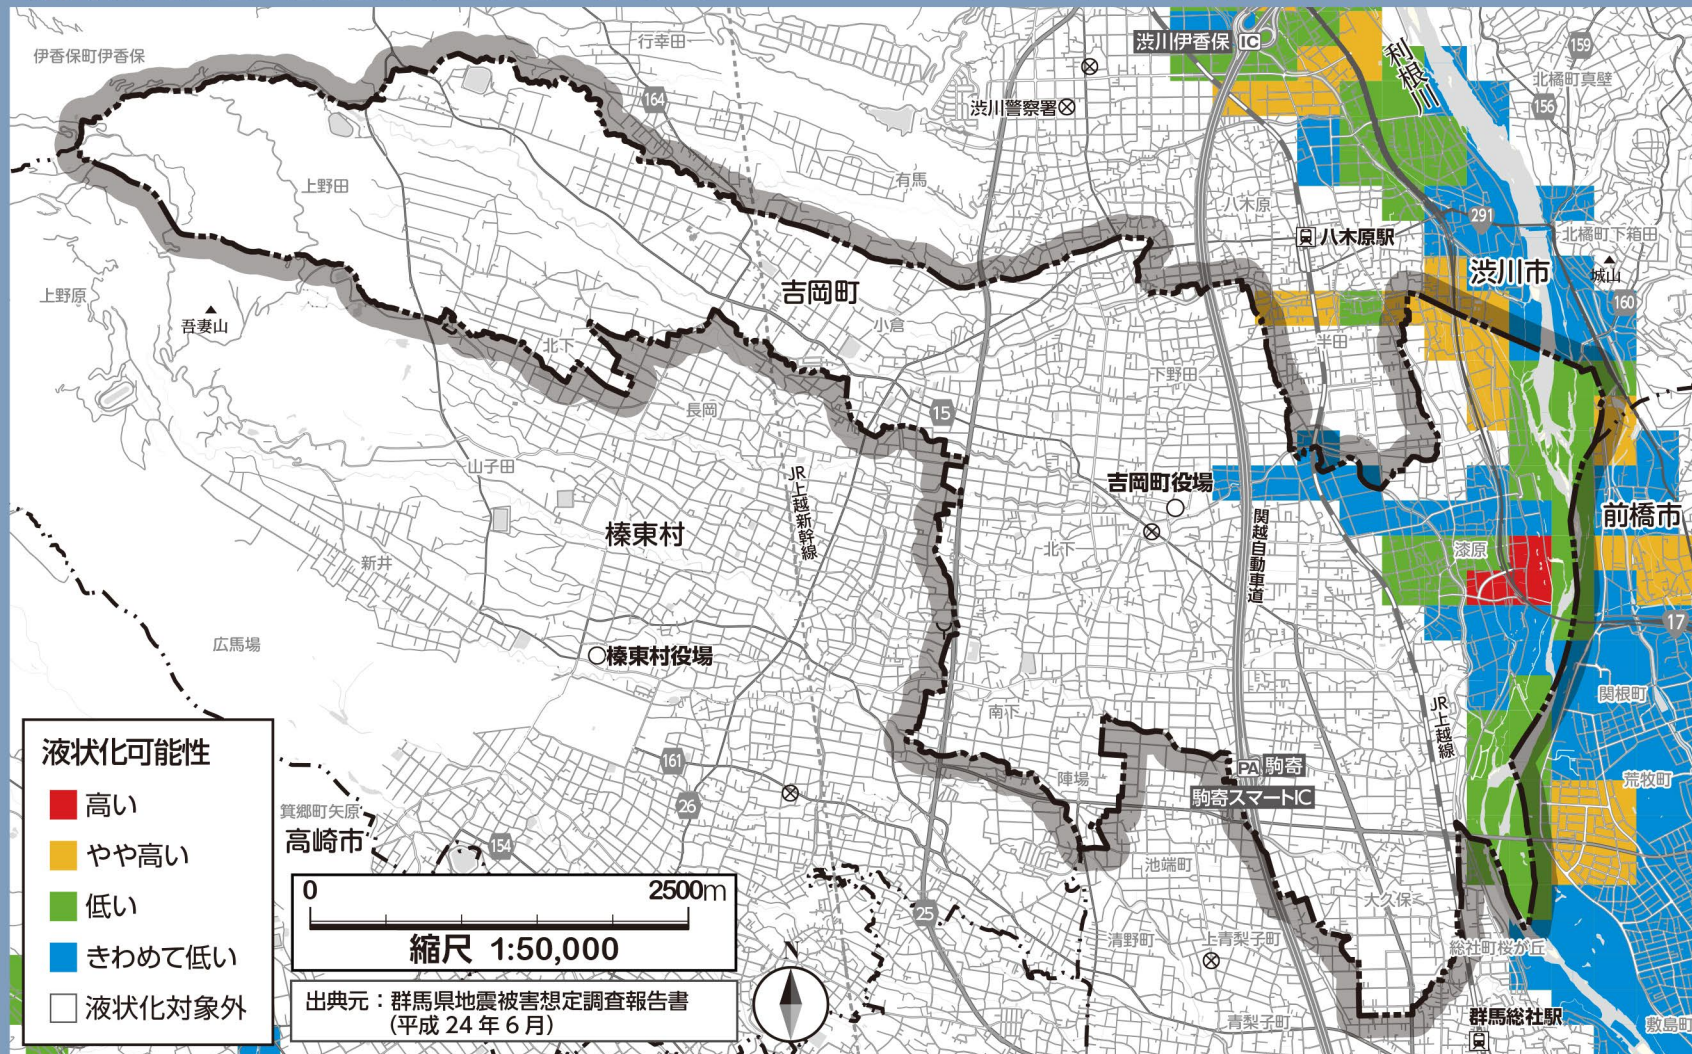 伊香保町伊香保
行幸田
渋川伊香保 IC
利根川
159
北橘町真壁
156
164
渋川警察署
上野田
有馬
八木原
291
八木原駅
北橘町下箱田
渋川市
城山
160
上野原
吾妻山
吉岡町
小倉
半田
北下
下野田
長岡
15
山子田
JR上越新幹線
吉岡町役場
榛東村
関越自動車道
前橋市
新井
北下
漆原
17
広馬場
榛東村役場
関根町
南下
JR上越線
液状化可能性
161
陣場
PA 駒寄
荒牧町
高い
26
駒寄スマートIC
箕郷町矢原
高崎市
154
やや高い
池端町
0 2500m
大久保
低い
25
縮尺 1:50,000
N
清野町
上青梨子町
総社町桜が丘
きわめて低い
液状化対象外
出典元：群馬県地震被害想定調査報告書
（平成 24 年 6 月）
青梨子町
群馬総社駅
敷島町